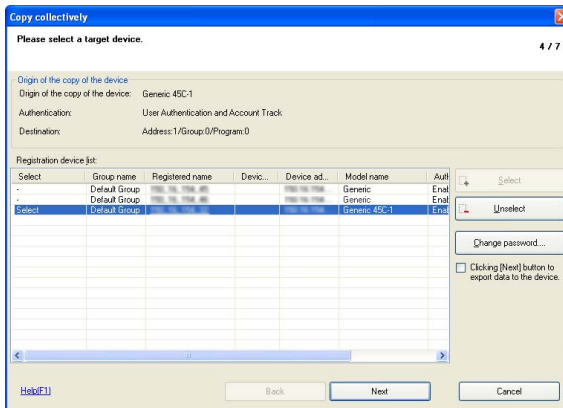 Copy collectively
Please select a target device.
4 / 7
Origin of the copy of the device
Origin of the copy of the device: Generic 45C-1
Authentication: User Authentication and Account Track
Destination: Address:1/Group:0/Program:0
Registration device list:
Select Group name Registered name Devic... Device ad... Model name Auth
- Default Group Generic Enab
- Default Group Generic Enab
Select Default Group Generic 45C-1 Enab
Select
Unselect
Change password....
Clicking [Next] button to
export data to the device.
Help[F1]
Back
Next
Cancel